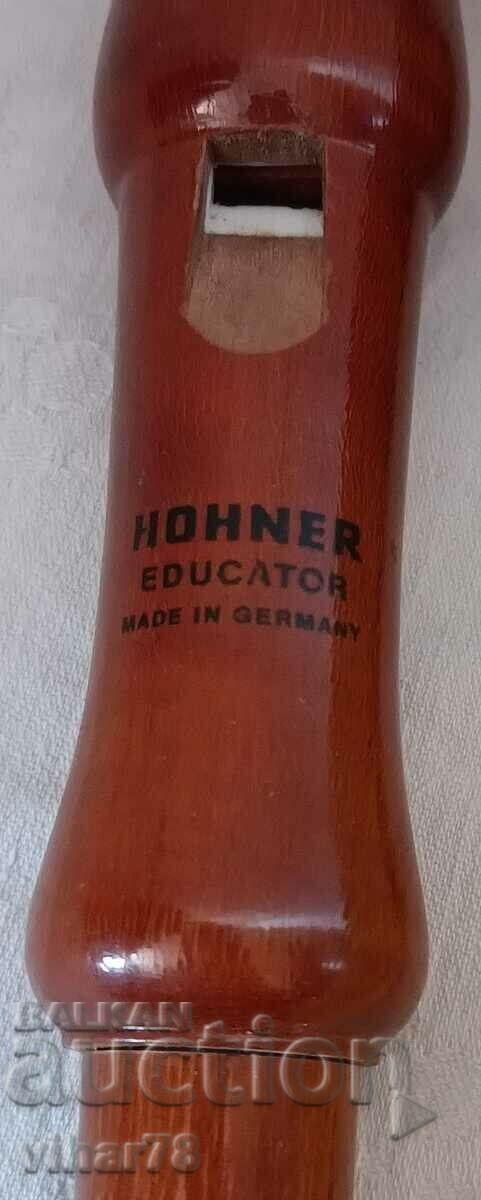 HOHNER
EDUCATOR
MADE IN GERMANY
BALKAN
auction
vihar78